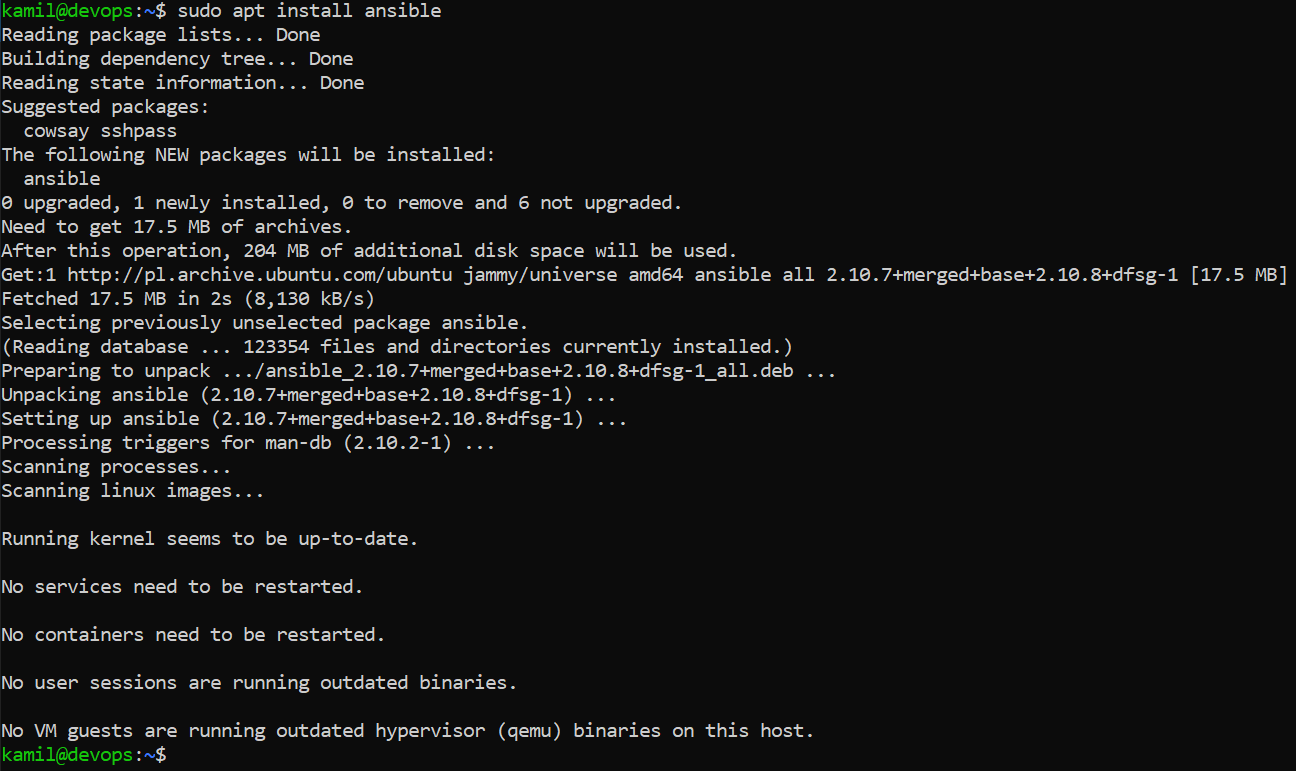 kamil@devops:~$ sudo apt install ansible
Reading package lists... Done
Building dependency tree... Done
Reading state information... Done
Suggested packages:
  cowsay sshpass
The following NEW packages will be installed:
  ansible
0 upgraded, 1 newly installed, 0 to remove and 6 not upgraded.
Need to get 17.5 MB of archives.
After this operation, 204 MB of additional disk space will be used.
Get:1 http://pl.archive.ubuntu.com/ubuntu jammy/universe amd64 ansible all 2.10.7+merged+base+2.10.8+dfsg-1 [17.5 MB]
Fetched 17.5 MB in 2s (8,130 kB/s)
Selecting previously unselected package ansible.
(Reading database ... 123354 files and directories currently installed.)
Preparing to unpack .../ansible_2.10.7+merged+base+2.10.8+dfsg-1_all.deb ...
Unpacking ansible (2.10.7+merged+base+2.10.8+dfsg-1) ...
Setting up ansible (2.10.7+merged+base+2.10.8+dfsg-1) ...
Processing triggers for man-db (2.10.2-1) ...
Scanning processes...
Scanning linux images...

Running kernel seems to be up-to-date.

No services need to be restarted.

No containers need to be restarted.

No user sessions are running outdated binaries.

No VM guests are running outdated hypervisor (qemu) binaries on this host.
kamil@devops:~$